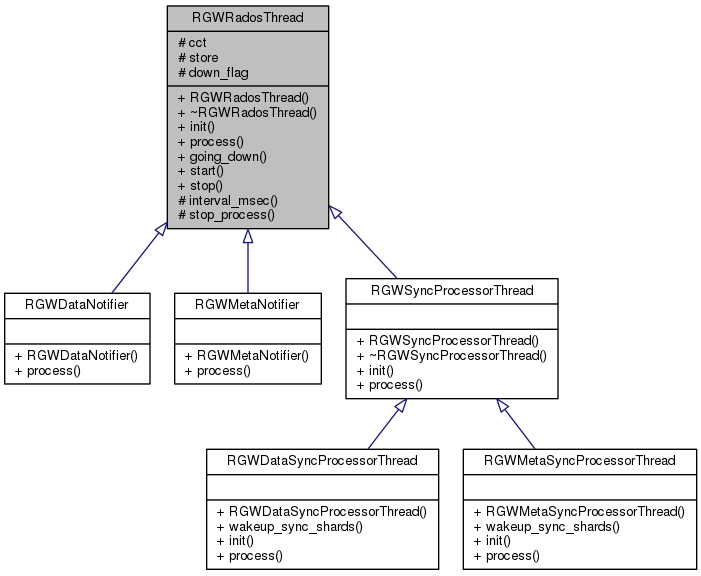 RGWRadosThread
# cct
# store
# down_flag
+ RGWRadosThread()
+ ~RGWRadosThread()
+ init()
+ process()
+ going_down()
+ start()
+ stop()
# interval_msec()
# stop_process()
RGWDataNotifier
+ RGWDataNotifier()
+ process()
RGWMetaNotifier
+ RGWMetaNotifier()
+ process()
RGWSyncProcessorThread
+ RGWSyncProcessorThread()
+ ~RGWSyncProcessorThread()
+ init()
+ process()
RGWDataSyncProcessorThread
+ RGWDataSyncProcessorThread()
+ wakeup_sync_shards()
+ init()
+ process()
RGWMetaSyncProcessorThread
+ RGWMetaSyncProcessorThread()
+ wakeup_sync_shards()
+ init()
+ process()